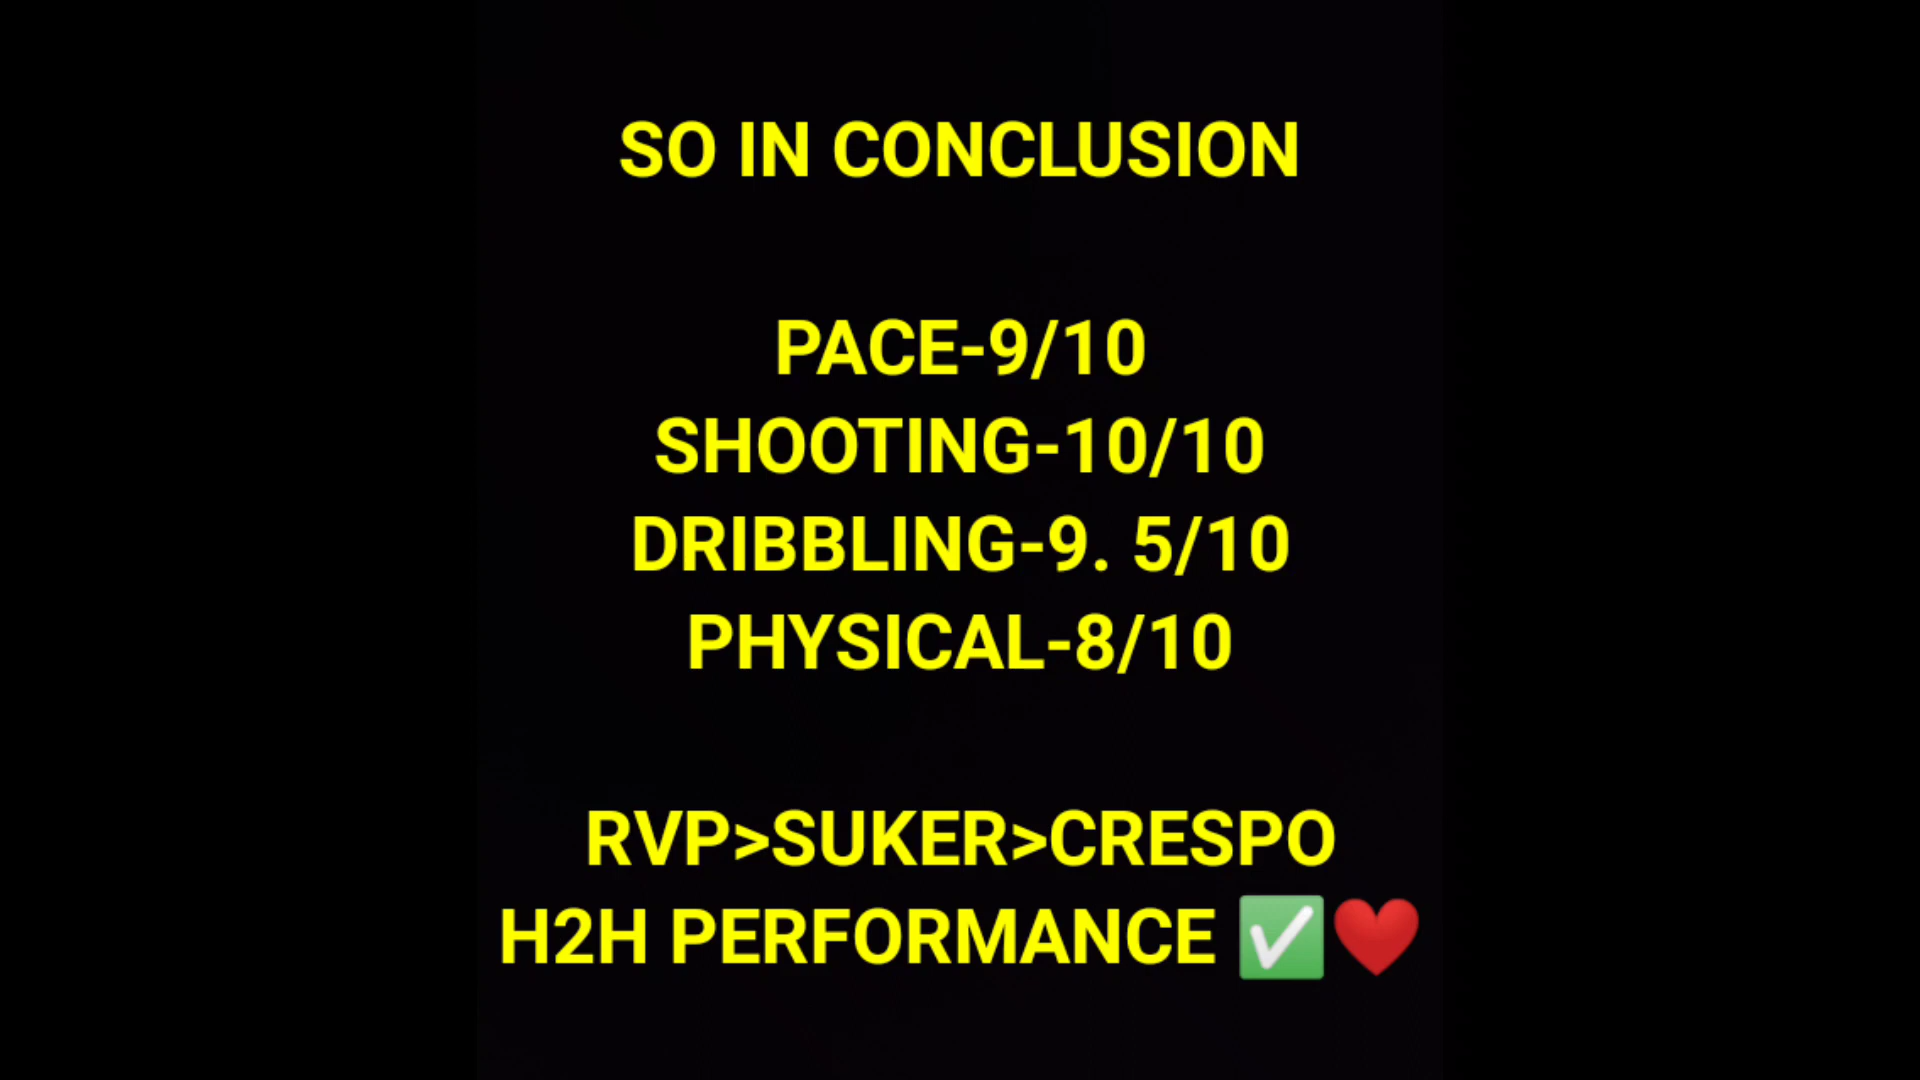 SO IN CONCLUSION
PACE-9/10
SHOOTING-10/10
DRIBBLING-9. 5/10
PHYSICAL-8/10
RVP>SUKER>CRESPO
H2H PERFORMANCE ✅❤️